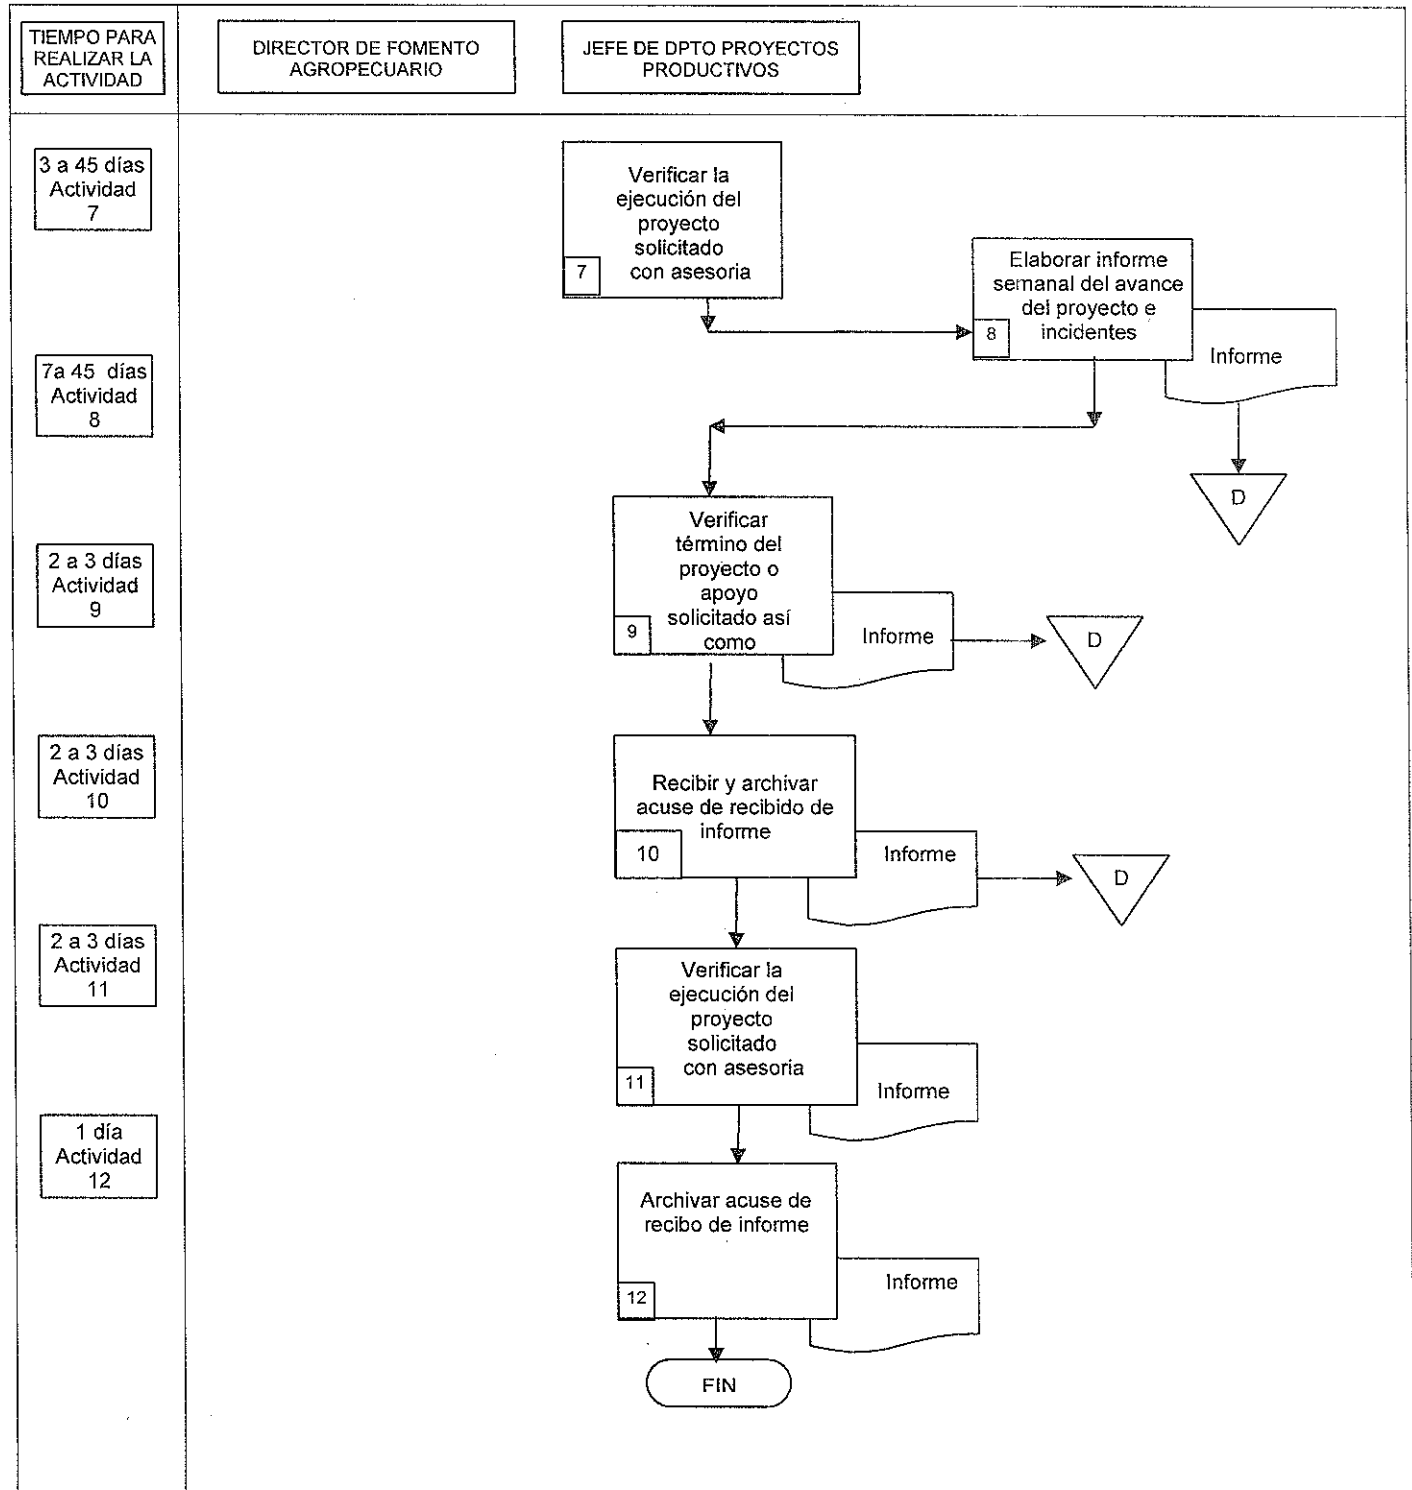 TIEMPO PARA
REALIZAR LA
ACTIVIDAD
DIRECTOR DE FOMENTO
AGROPECUARIO
JEFE DE DPTO PROYECTOS
PRODUCTIVOS
3 a 45 días
Actividad
7
Verificar la
ejecución del
proyecto
solicitado
con asesoria
7
Elaborar informe
semanal del avance
del proyecto e
incidentes
8
Informe
D
7a 45 días
Actividad
8
Verificar
término del
proyecto o
apoyo
solicitado así
como
9
Informe
D
2 a 3 días
Actividad
9
2 a 3 días
Actividad
10
Recibir y archivar
acuse de recibido de
informe
10
Informe
D
2 a 3 días
Actividad
11
Verificar la
ejecución del
proyecto
solicitado
con asesoria
11
Informe
1 día
Actividad
12
Archivar acuse de
recibo de informe
12
Informe
FIN